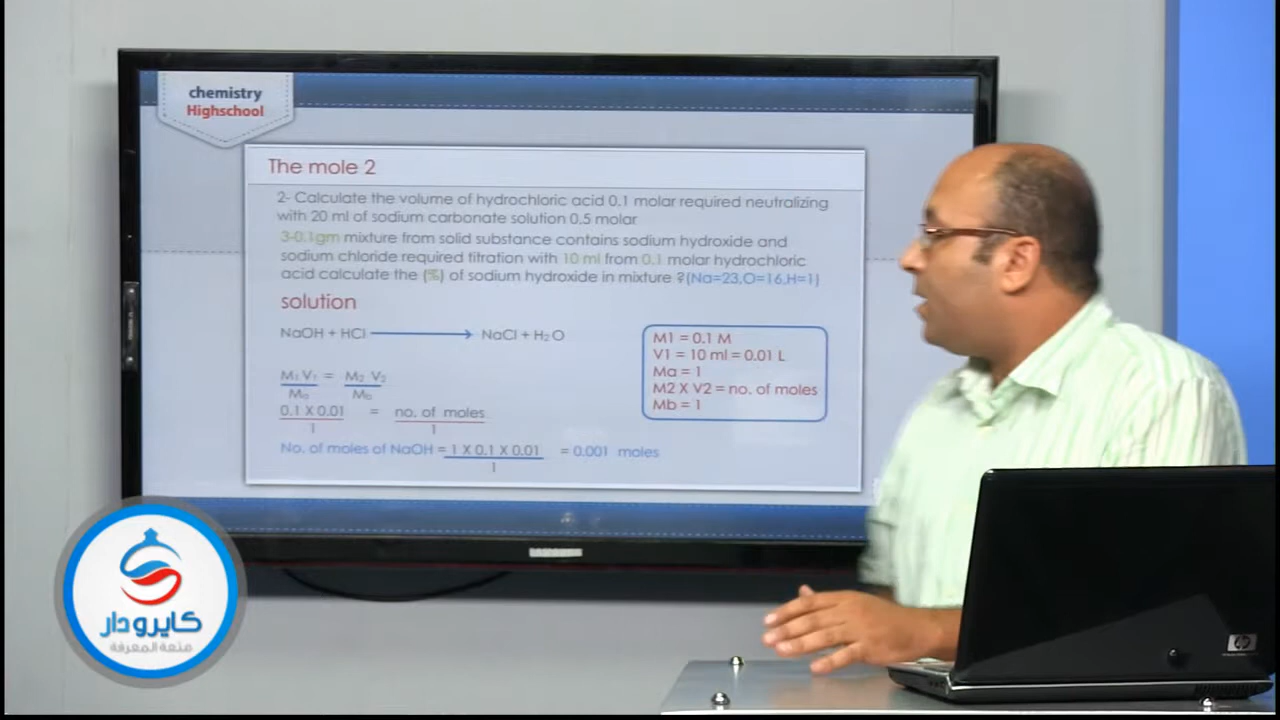 chemistry
Highschool
The mole 2
2- Calculate the volume of hydrochloric acid 0.1 molar required neutralizing
with 20 ml of sodium carbonate solution 0.5 molar
3-0.1gm mixture from solid substance contains sodium hydroxide and
sodium chloride required titration with 10 ml from 0.1 molar hydrochloric
acid calculate the (%) of sodium hydroxide in mixture ?(Na=23,O=16,H=1)
solution
NaOH + HCl ⟶ NaCl + H₂ O
M1 = 0.1 M
V1 = 10 ml = 0.01 L
Ma = 1
M2 X V2 = no. of moles
Mb = 1
M₁ V₁ = M₂ V₂
Ma Mb
0.1 X 0.01 = no. of moles
1 1
No. of moles of NaOH = 1 X 0.1 X 0.01 = 0.001 moles
1
SAMSUNG
كايرودار
متعة المعرفة
hp